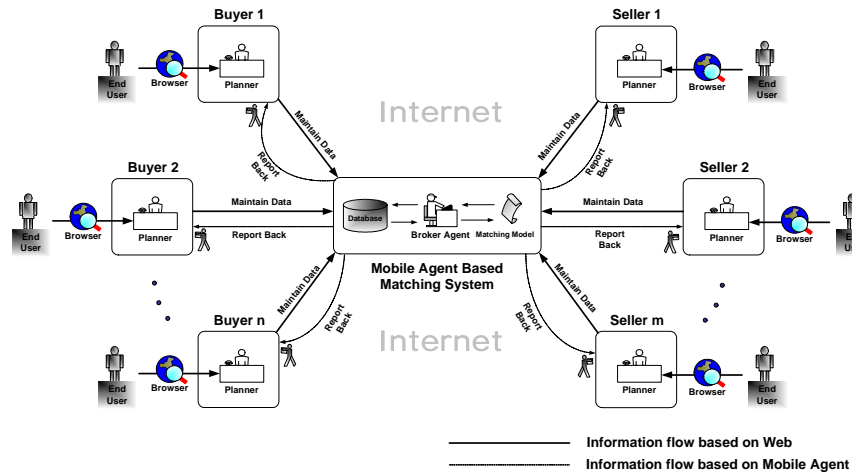 Buyer 1
Seller 1
End
User
Browser
Planner
Planner
Browser
End
User
Internet
Maintain Data
Maintain Data
Report
Back
Report
Back
Buyer 2
Seller 2
End
User
Browser
Planner
Maintain Data
Report Back
Database
Broker Agent
Matching Model
Maintain Data
Report
Back
Planner
Browser
End
User
Mobile Agent Based
Matching System
Maintain Data
Report
Back
Report
Back
Maintain Data
Buyer n
Internet
Seller m
End
User
Browser
Planner
Planner
Browser
End
User
Information flow based on Web
Information flow based on Mobile Agent